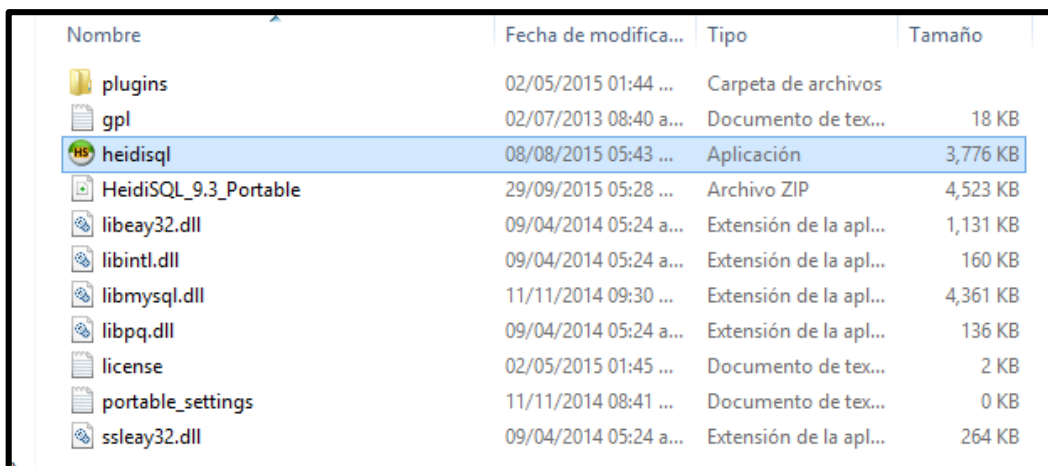 Nombre Fecha de modifica... Tipo Tamaño
plugins 02/05/2015 01:44 ... Carpeta de archivos
gpl 02/07/2013 08:40 a... Documento de tex... 18 KB
HS heidisql 08/08/2015 05:43 ... Aplicación 3,776 KB
HeidiSQL_9.3_Portable 29/09/2015 05:28 ... Archivo ZIP 4,523 KB
libeay32.dll 09/04/2014 05:24 a... Extensión de la apl... 1,131 KB
libintl.dll 09/04/2014 05:24 a... Extensión de la apl... 160 KB
libmysql.dll 11/11/2014 09:30 ... Extensión de la apl... 4,361 KB
libpq.dll 09/04/2014 05:24 a... Extensión de la apl... 136 KB
license 02/05/2015 01:45 ... Documento de tex... 2 KB
portable_settings 11/11/2014 08:41 ... Documento de tex... 0 KB
ssleay32.dll 09/04/2014 05:24 a... Extensión de la apl... 264 KB